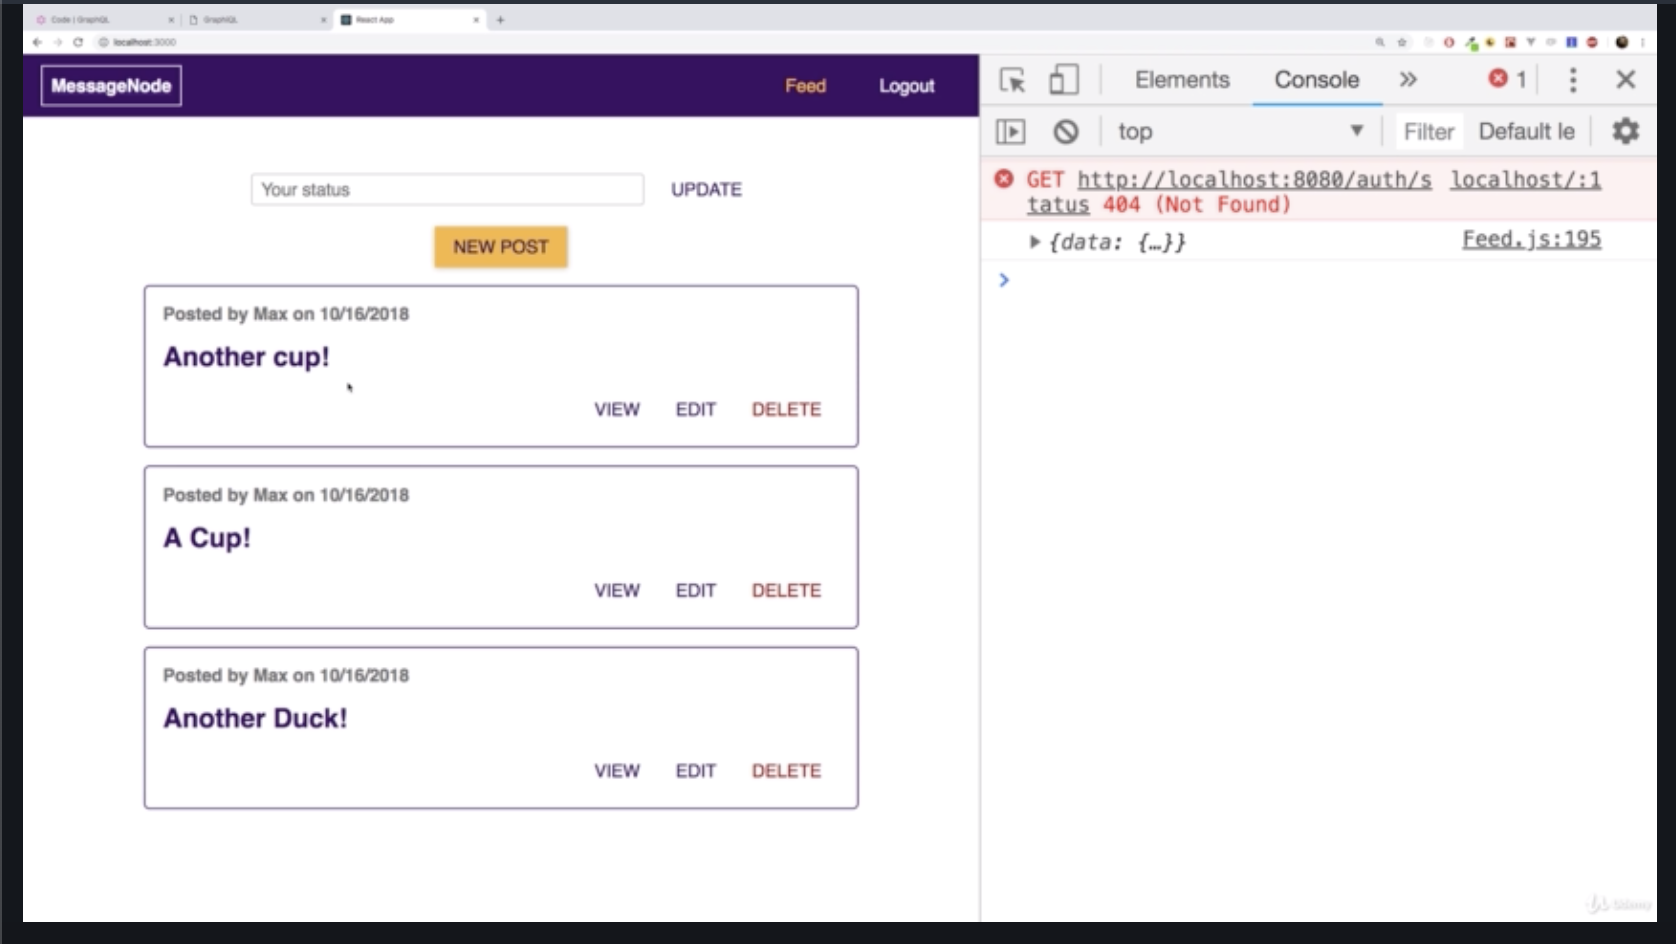 Code | GraphQL
GraphiQL
React App
localhost:3000
MessageNode
Feed
Logout
Your status
UPDATE
NEW POST
Posted by Max on 10/16/2018
Another cup!
VIEW EDIT DELETE
Posted by Max on 10/16/2018
A Cup!
VIEW EDIT DELETE
Posted by Max on 10/16/2018
Another Duck!
VIEW EDIT DELETE
Elements Console 1
top Filter Default le
GET http://localhost:8080/auth/s localhost/:1
tatus 404 (Not Found)
{data: {…}} Feed.js:195
Udemy